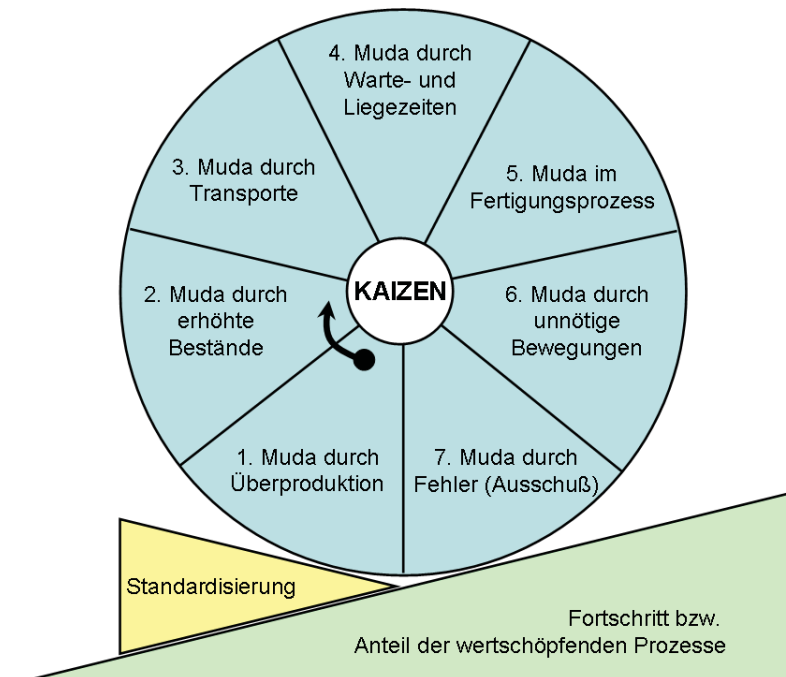 4. Muda durch
Warte- und
Liegezeiten
3. Muda durch
Transporte
5. Muda im
Fertigungsprozess
KAIZEN
2. Muda durch
erhöhte
Bestände
6. Muda durch
unnötige
Bewegungen
1. Muda durch
Überproduktion
7. Muda durch
Fehler (Ausschuß)
Standardisierung
Fortschritt bzw.
Anteil der wertschöpfenden Prozesse